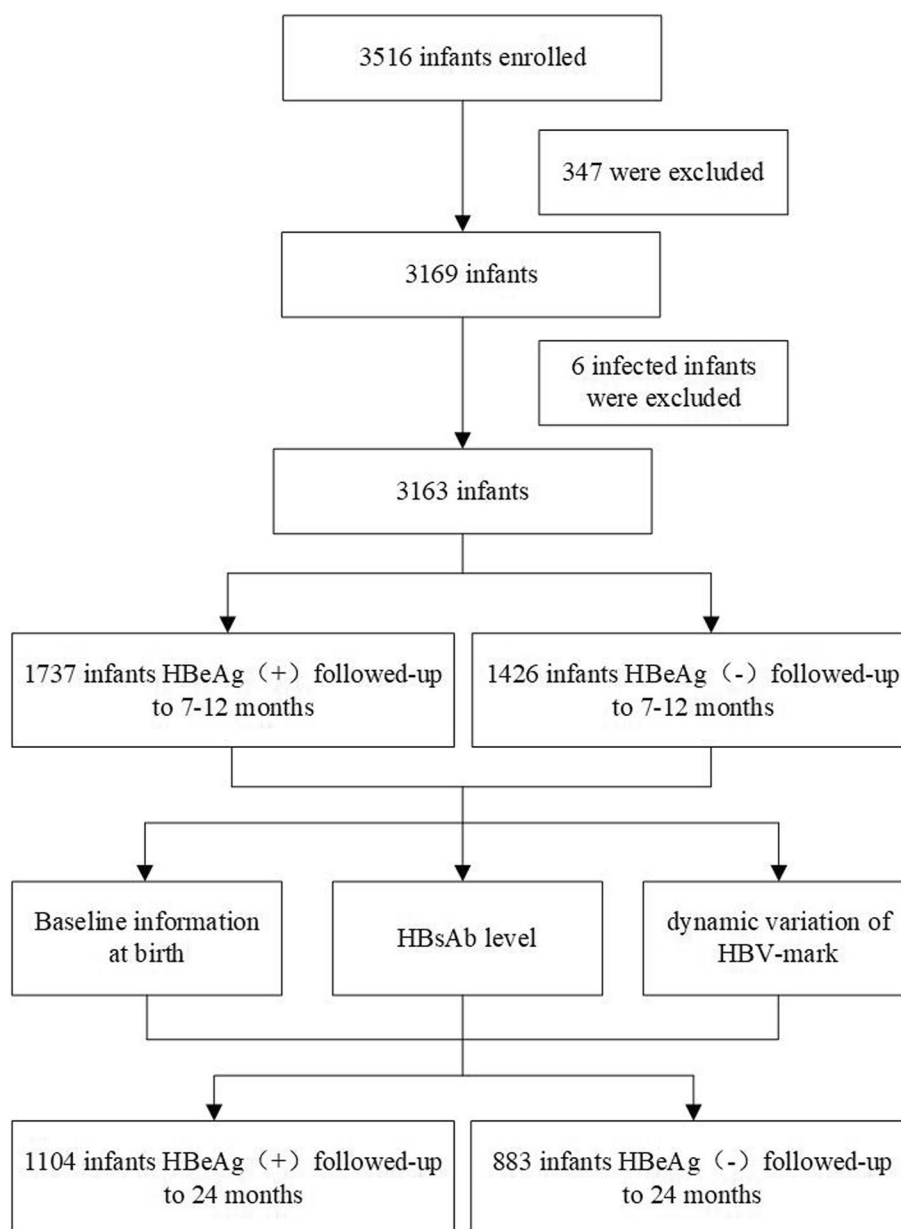 3516 infants enrolled
347 were excluded
3169 infants
6 infected infants
were excluded
3163 infants
1737 infants HBeAg（+）followed-up
to 7-12 months
1426 infants HBeAg（-）followed-up
to 7-12 months
Baseline information
at birth
HBsAb level
dynamic variation of
HBV-mark
1104 infants HBeAg（+）followed-up
to 24 months
883 infants HBeAg（-）followed-up
to 24 months